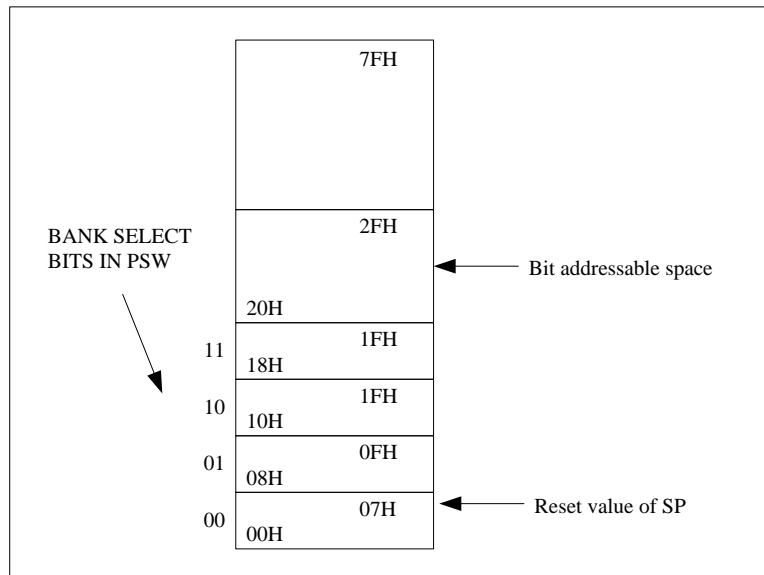 7FH
BANK SELECT
BITS IN PSW
2FH
Bit addressable space
20H
11
1FH
18H
10
1FH
10H
01
0FH
08H
00
07H
00H
Reset value of SP